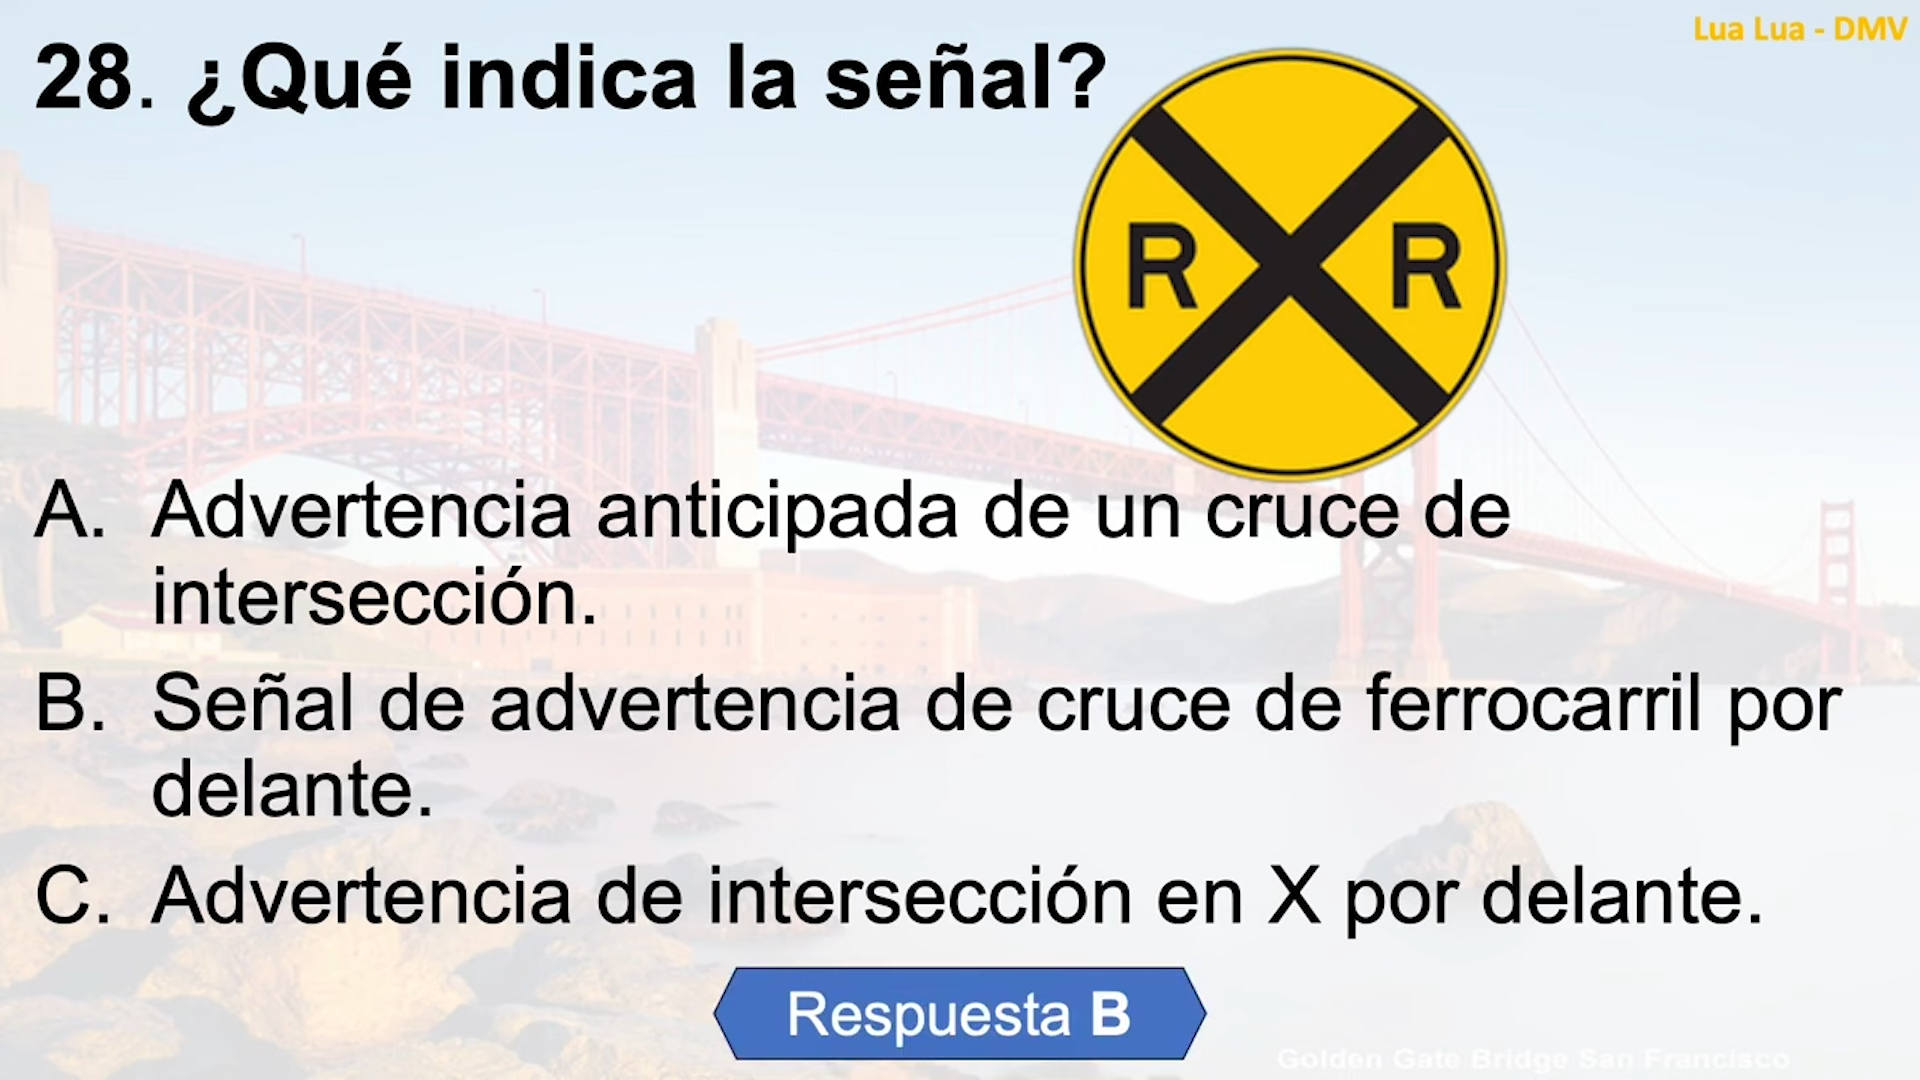 Lua Lua - DMV
28. ¿Qué indica la señal?
R R
A. Advertencia anticipada de un cruce de
intersección.
B. Señal de advertencia de cruce de ferrocarril por
delante.
C. Advertencia de intersección en X por delante.
Respuesta B
Golden Gate Bridge San Francisco